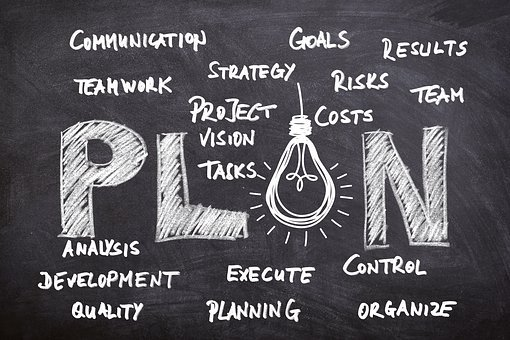 COMMUNICATION
GOALS
RESULTS
STRATEGY
TEAMWORK
RISKS
TEAM
PROJECT
COSTS
VISION
TASKS
PLAN
ANALYSIS
CONTROL
DEVELOPMENT
EXECUTE
QUALITY
PLANNING
ORGANIZE